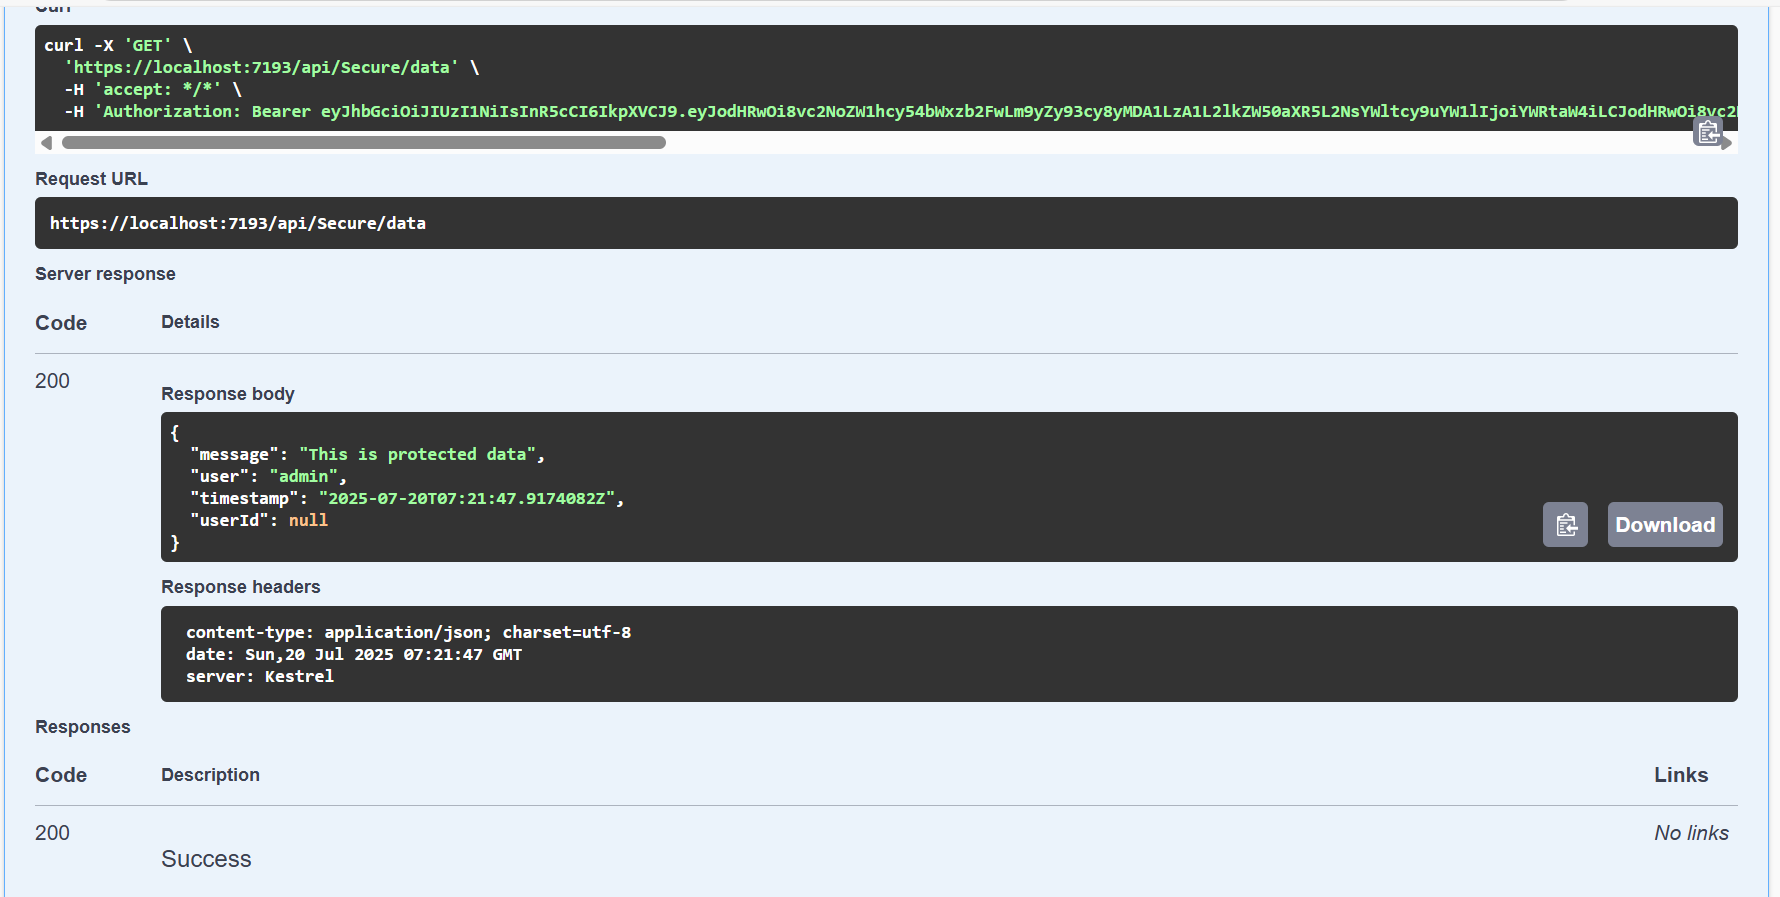 Curl
curl -X 'GET' \
'https://localhost:7193/api/Secure/data' \
-H 'accept: */*' \
-H 'Authorization: Bearer eyJhbGciOiJIUzI1NiIsInR5cCI6IkpXVCJ9.eyJodHRwOi8vc2NoZW1hcy54bWxzb2FwLm9yZy93cy8yMDA1LzA1L2lkZW50aXR5L2NsYWltcy9uYW1lIjoiYWRtaW4iLCJodHRwOi8vc2
Request URL
https://localhost:7193/api/Secure/data
Server response
Code Details
200
Response body
{
"message": "This is protected data",
"user": "admin",
"timestamp": "2025-07-20T07:21:47.9174082Z",
"userId": null
}
Download
Response headers
content-type: application/json; charset=utf-8
date: Sun,20 Jul 2025 07:21:47 GMT
server: Kestrel
Responses
Code Description Links
200 No links
Success